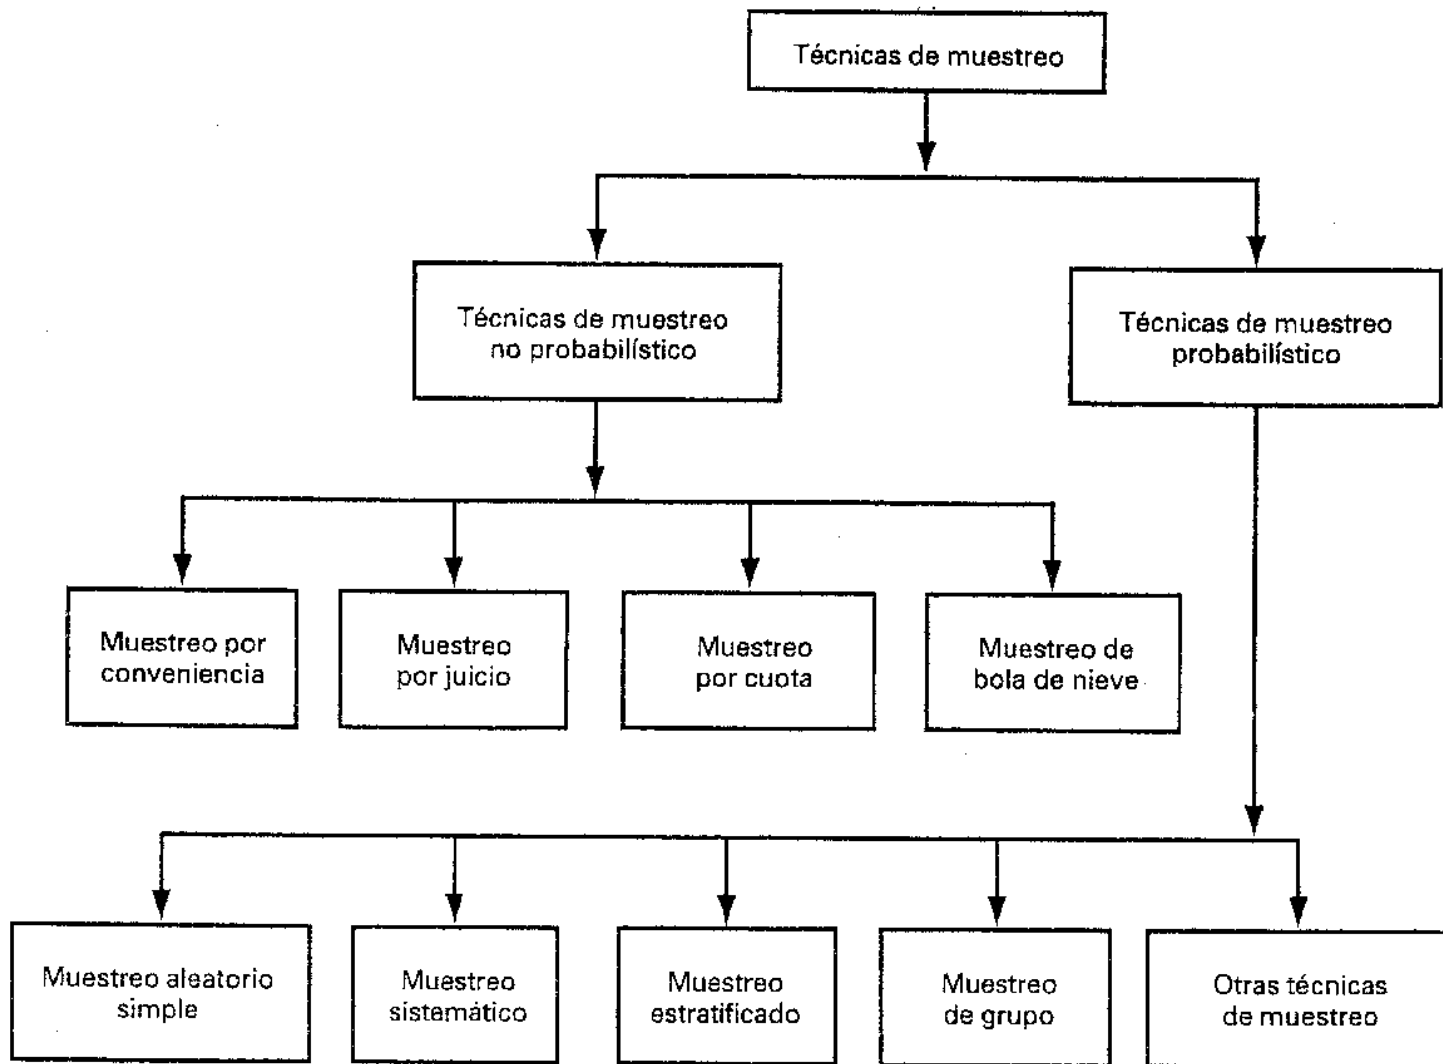 Técnicas de muestreo
Técnicas de muestreo
no probabilístico
Técnicas de muestreo
probabilístico
Muestreo por
conveniencia
Muestreo
por juicio
Muestreo
por cuota
Muestreo de
bola de nieve
Muestreo aleatorio
simple
Muestreo
sistemático
Muestreo
estratificado
Muestreo
de grupo
Otras técnicas
de muestreo